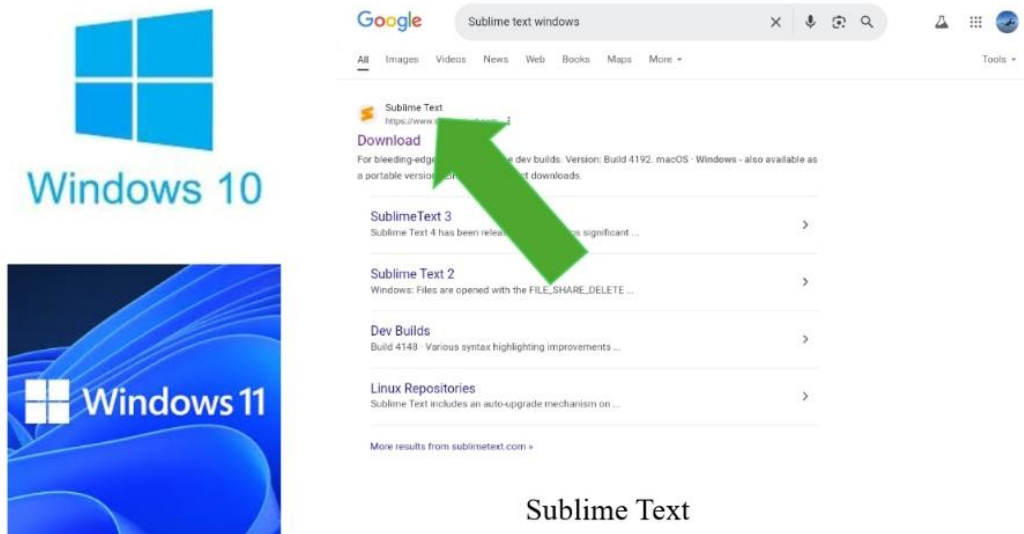 Windows 10
Windows 11
Google
Sublime text windows
All Images Videos News Web Books Maps More Tools
Sublime Text
https://www
Download
For bleeding-edge dev builds. Version: Build 4192. macOS · Windows - also available as
a portable version downloads.
SublimeText 3
Sublime Text 4 has been significant ...
Sublime Text 2
Windows: Files are opened with the FILE_SHARE_DELETE ...
Dev Builds
Build 4148 · Various syntax highlighting improvements ...
Linux Repositories
Sublime Text includes an auto-upgrade mechanism on ...
More results from sublimetext.com »
Sublime Text